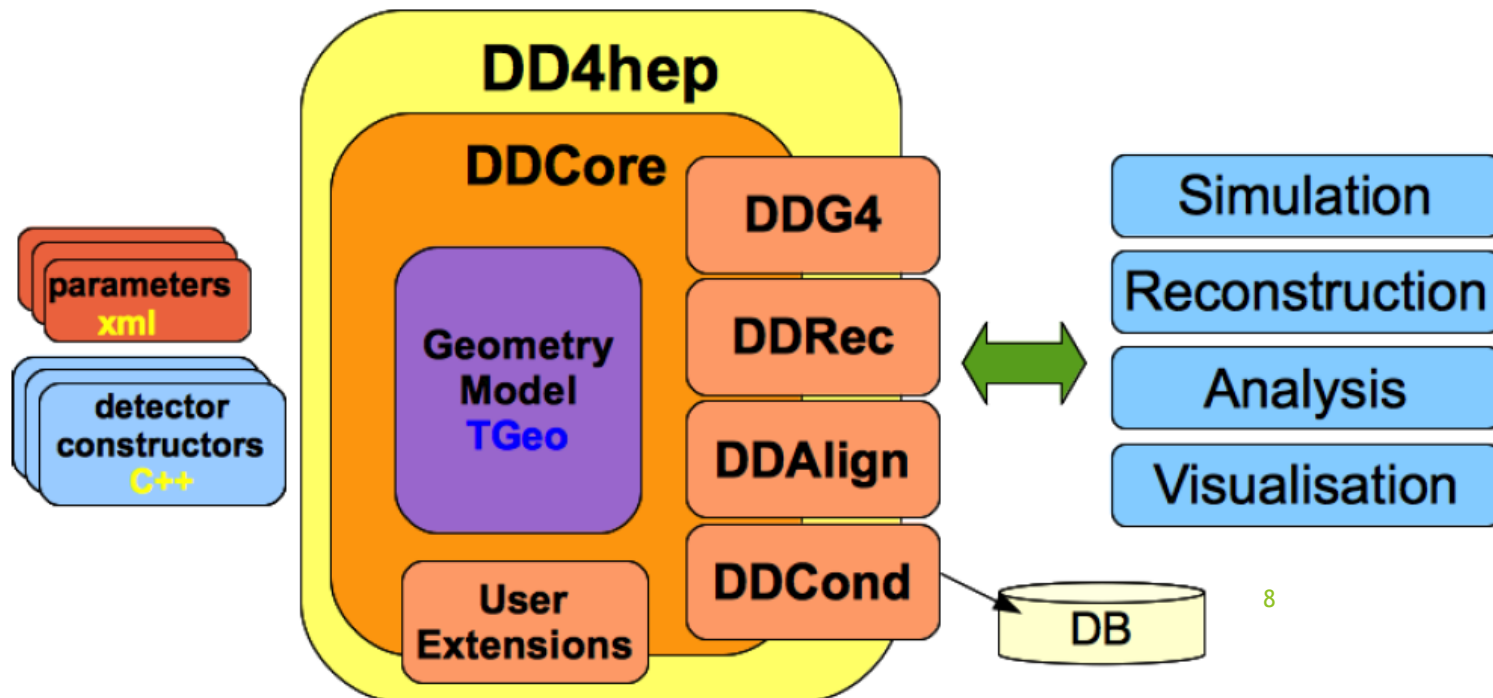 DD4hep
DDCore
parameters
xml
detector
constructors
C++
Geometry
Model
TGeo
User
Extensions
DDG4
DDRec
DDAlign
DDCond
Simulation
Reconstruction
Analysis
Visualisation
DB
8